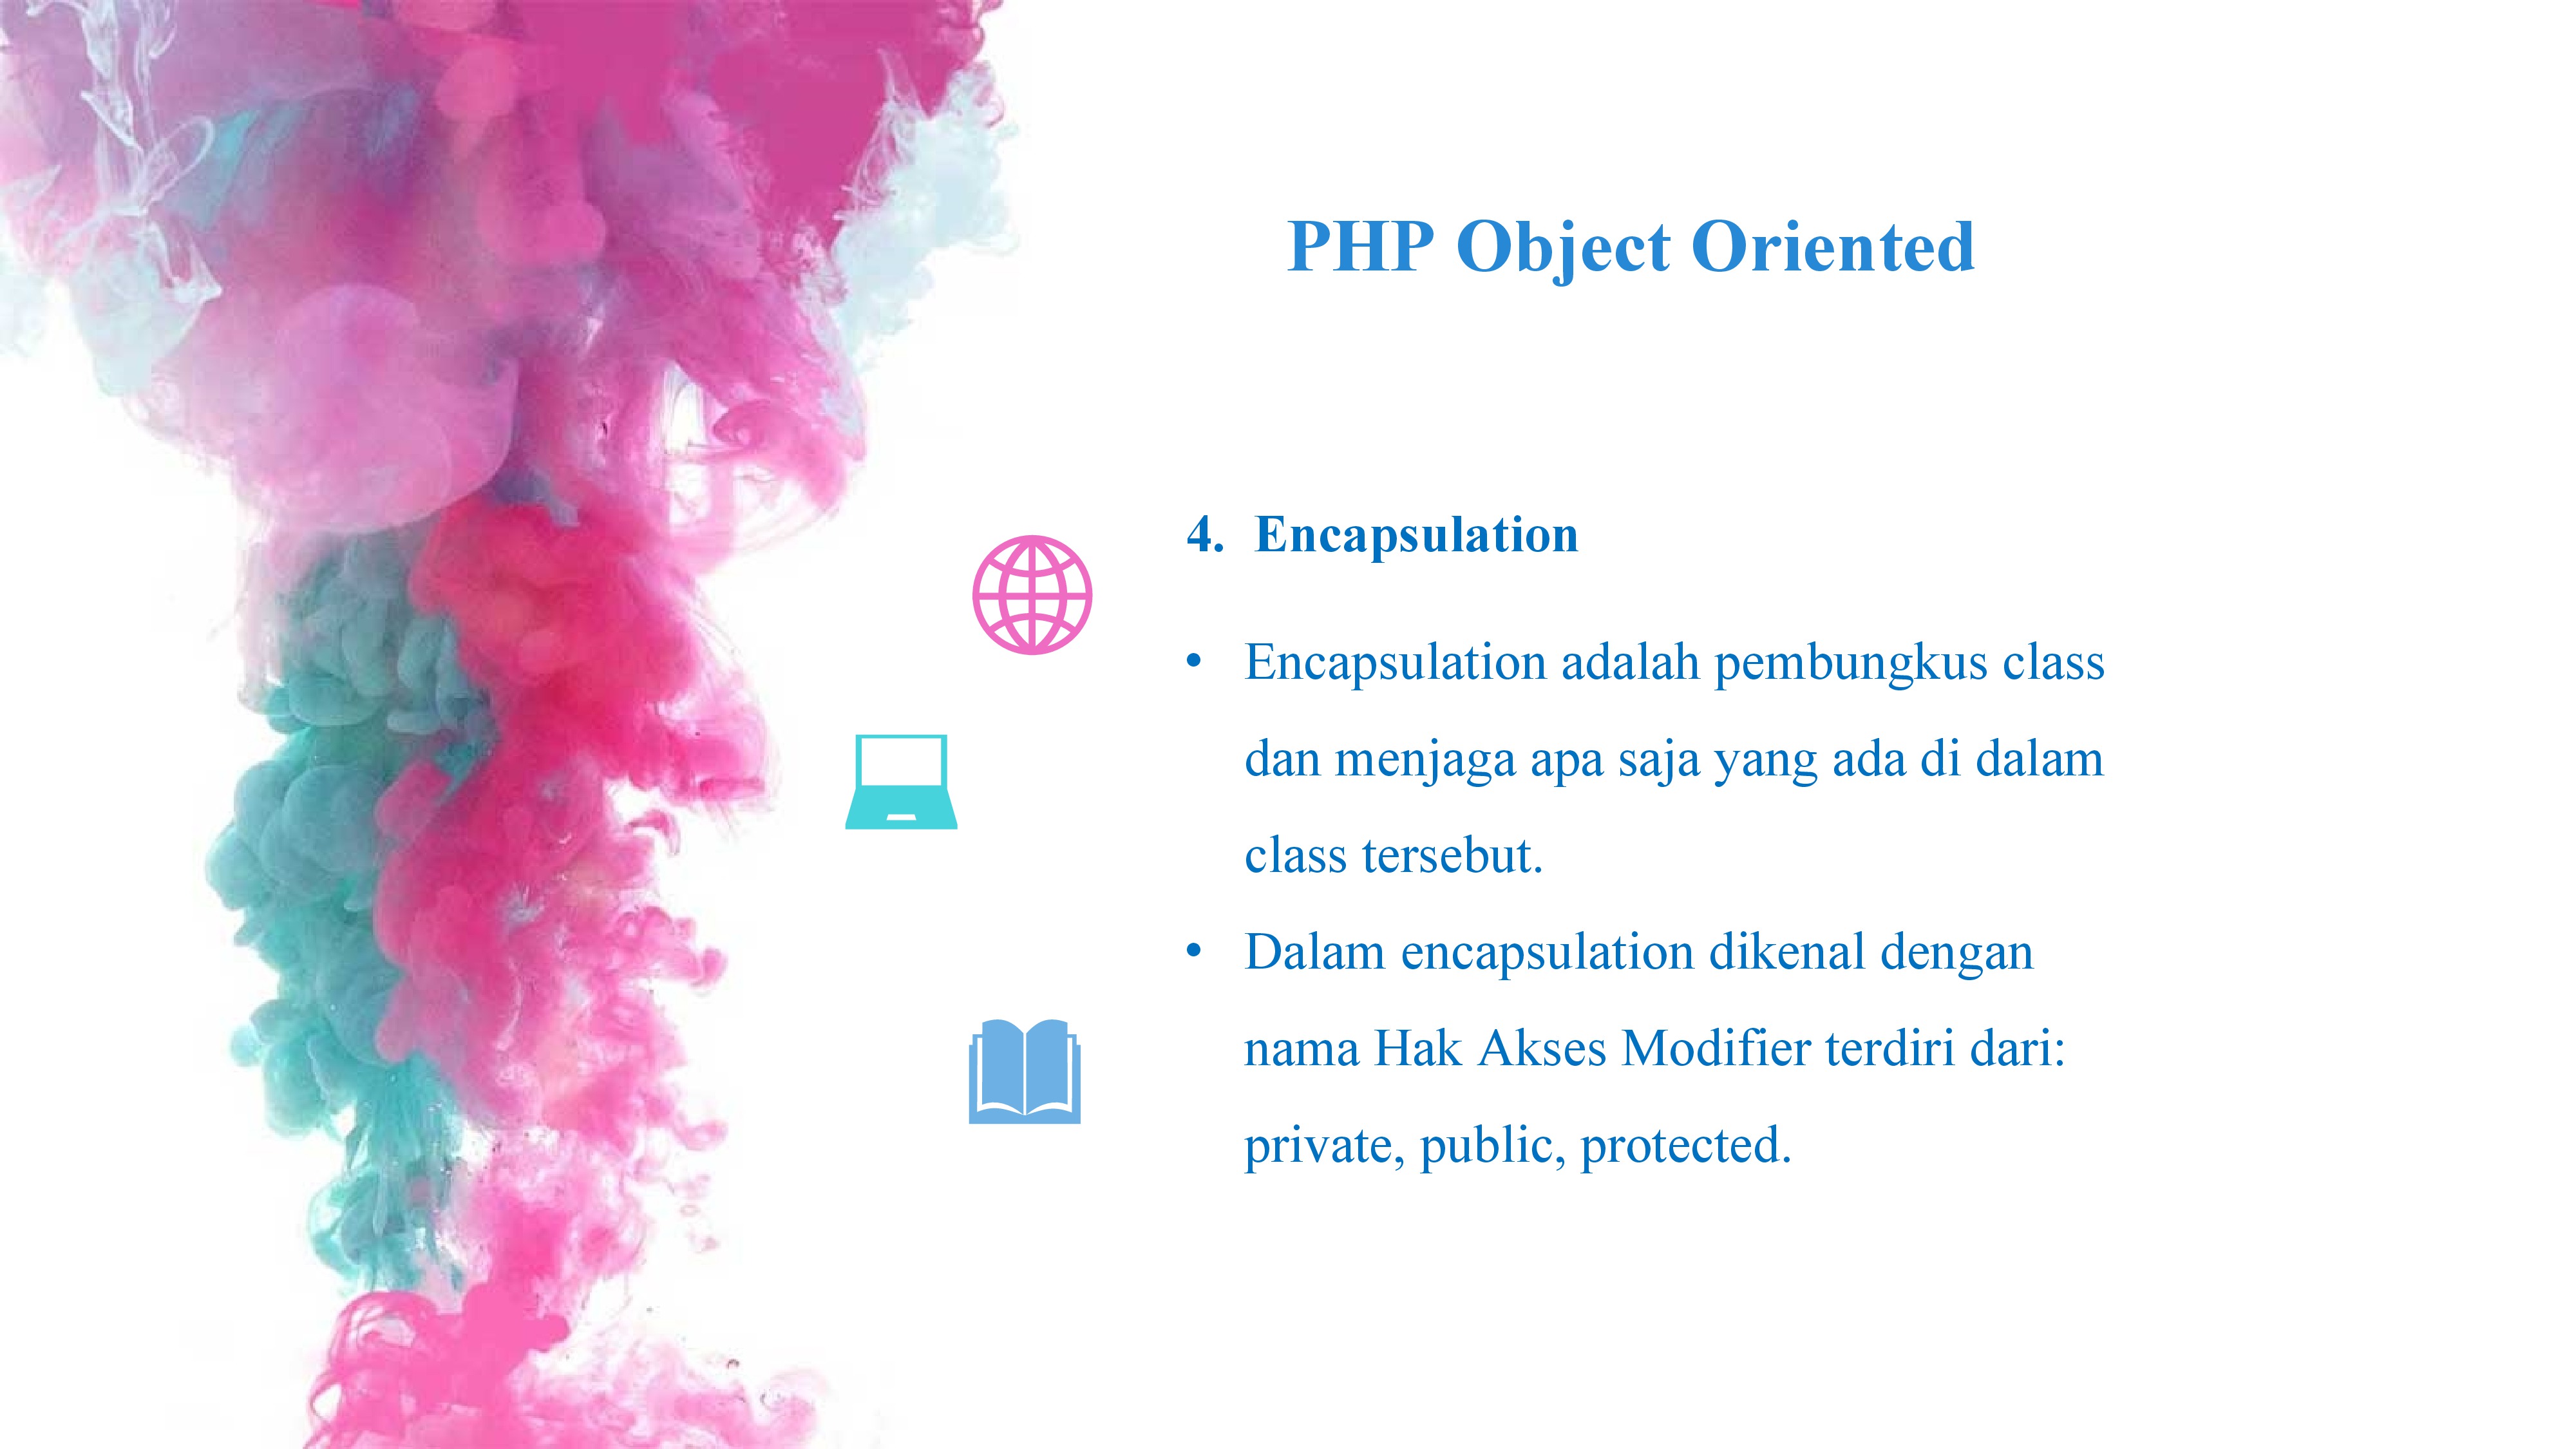 PHP Object Oriented
4. Encapsulation
• Encapsulation adalah pembungkus class
dan menjaga apa saja yang ada di dalam
class tersebut.
• Dalam encapsulation dikenal dengan
nama Hak Akses Modifier terdiri dari:
private, public, protected.